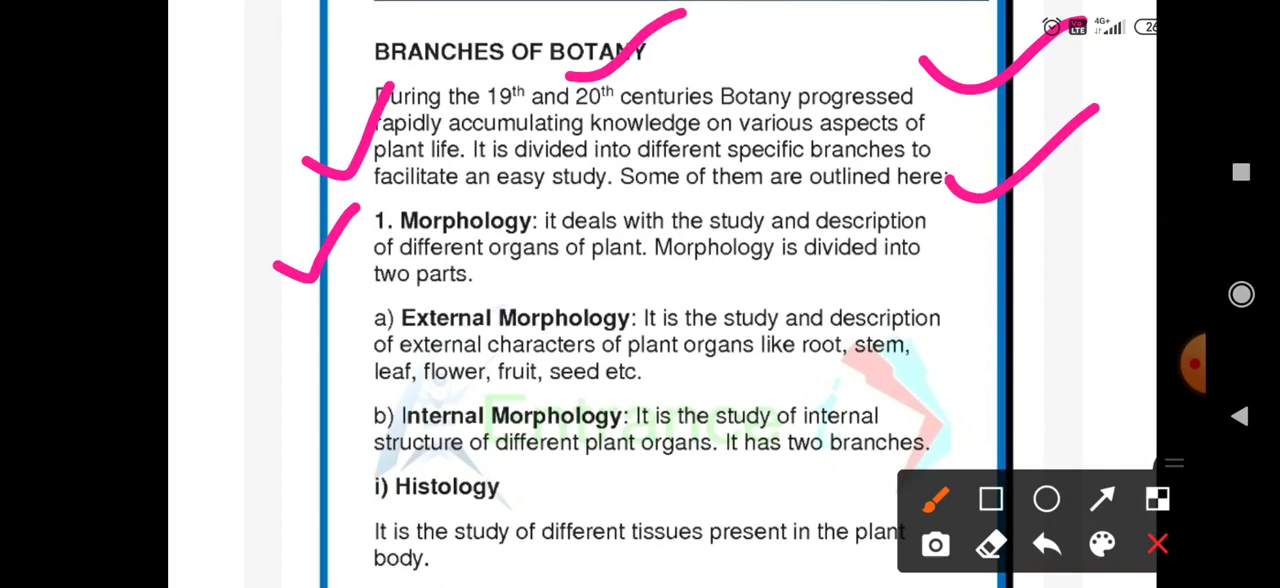 BRANCHES OF BOTANY
4G+
Vo
LTE
26
During the 19th and 20th centuries Botany progressed
rapidly accumulating knowledge on various aspects of
plant life. It is divided into different specific branches to
facilitate an easy study. Some of them are outlined here:
1. Morphology: it deals with the study and description
of different organs of plant. Morphology is divided into
two parts.
a) External Morphology: It is the study and description
of external characters of plant organs like root, stem,
leaf, flower, fruit, seed etc.
b) Internal Morphology: It is the study of internal
structure of different plant organs. It has two branches.
Entrance
i) Histology
It is the study of different tissues present in the plant
body.